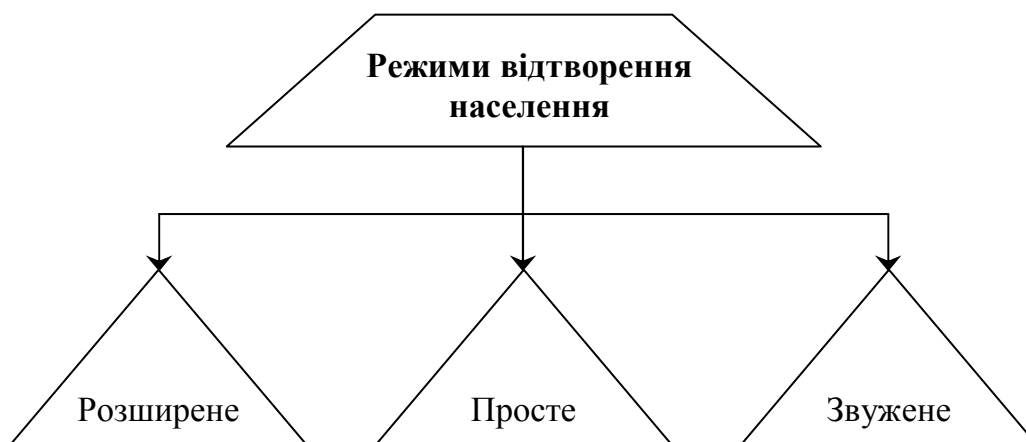 Режими відтворення
населення
Розширене
Просте
Звужене